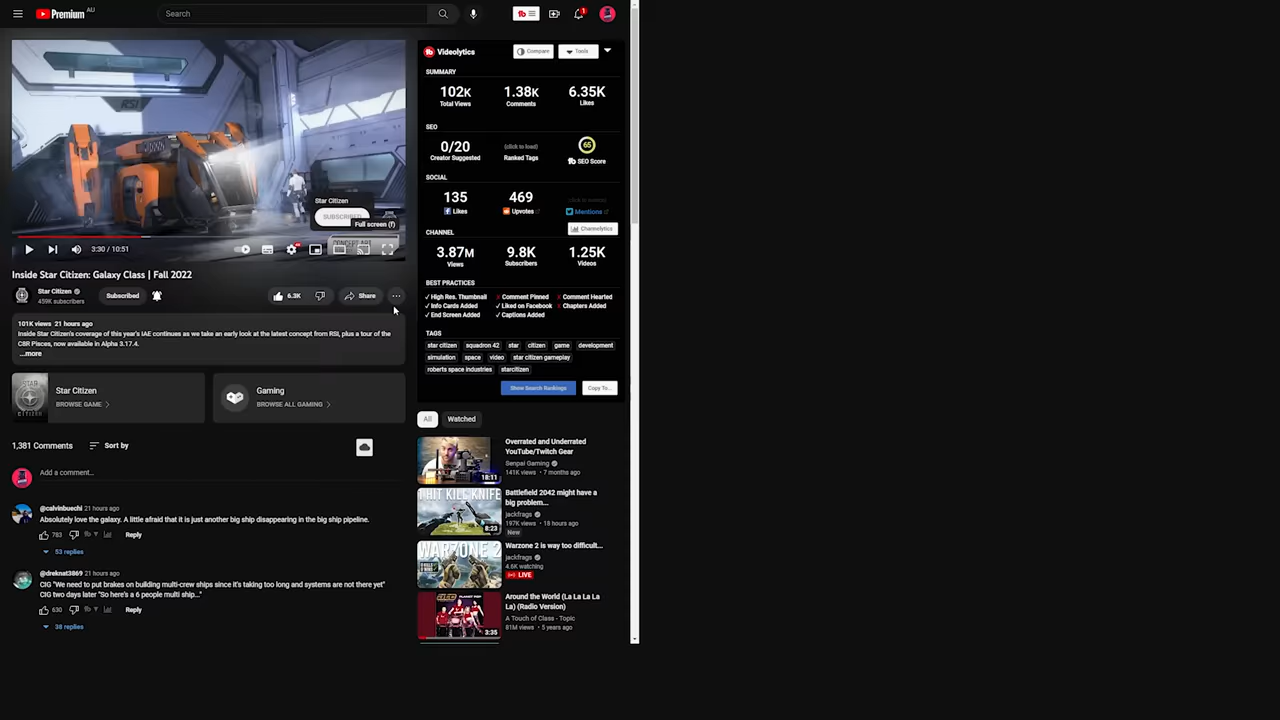 Premium AU
Search
1
Star Citizen
SUBSCRIBED
Full screen (f)
3:30 / 10:51
Inside Star Citizen: Galaxy Class | Fall 2022
Star Citizen
459K subscribers
Subscribed
6.3K
Share
101K views 21 hours ago
Inside Star Citizen's coverage of this year's IAE continues as we take an early look at the latest concept from RSI, plus a tour of the
C8R Pisces, now available in Alpha 3.17.4.
...more
Star Citizen
BROWSE GAME
Gaming
BROWSE ALL GAMING
1,381 Comments
Sort by
Add a comment...
@calvinbuechi 21 hours ago
Absolutely love the galaxy. A little afraid that it is just another big ship disappearing in the big ship pipeline.
783
Reply
53 replies
@dreknat3869 21 hours ago
CIG "We need to put brakes on building multi-crew ships since it's taking too long and systems are not there yet"
CIG two days later "So here's a 6 people multi ship..."
630
Reply
38 replies
Videolytics
Compare
Tools
SUMMARY
102K 1.38K 6.35K
Total Views Comments Likes
SEO
0/20 (click to load) 65
Creator Suggested Ranked Tags SEO Score
SOCIAL
135 469
Likes Upvotes Mentions
Channelytics
CHANNEL
3.87M 9.8K 1.25K
Views Subscribers Videos
BEST PRACTICES
✓ High Res. Thumbnail x Comment Pinned x Comment Hearted
✓ Info Cards Added ✓ Liked on Facebook x Chapters Added
✓ End Screen Added ✓ Captions Added
TAGS
star citizen squadron 42 star citizen game development
simulation space video star citizen gameplay
roberts space industries starcitizen
Show Search Rankings Copy To...
All Watched
Overrated and Underrated
YouTube/Twitch Gear
Senpai Gaming
141K views • 7 months ago
18:11
1 HIT KILL KNIFE
Battlefield 2042 might have a
big problem...
jackfrags
197K views • 18 hours ago
New
8:23
WARZONE 2
Warzone 2 is way too difficult...
jackfrags
4.6K watching
LIVE
Around the World (La La La La
La) (Radio Version)
A Touch of Class - Topic
81M views • 5 years ago
3:35